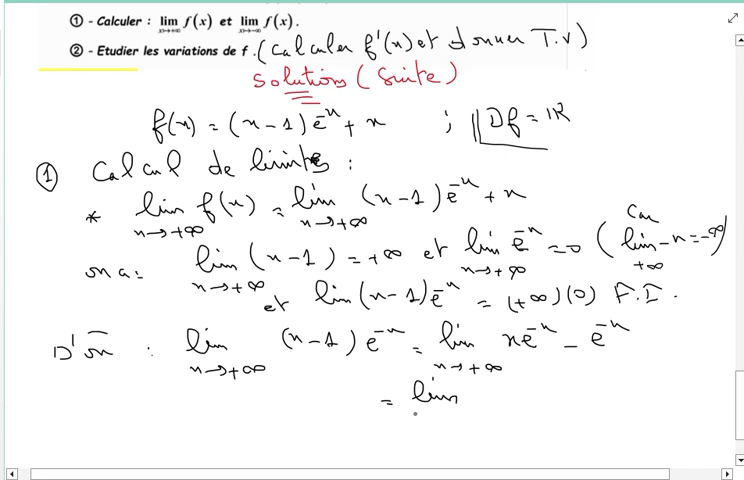 ① - Calculer : lim f(x) et lim f(x).
x→+∞ x→-∞
② - Etudier les variations de f. (Calculer f'(x) et donner T.V)
Solutions (Suite)
f(x) = (x-1)e^-x + x ; Df = IR
① Calcul de limites :
* lim f(x) = lim (x-1)e^-x + x
x→+∞ x→+∞
on a: lim (x-1) = +∞ et lim e^-x = 0 (car lim -x = -∞)
x→+∞ x→+∞ +∞
et lim (x-1)e^-x = (+∞)(0) F.I.
D'où : lim (x-1)e^-x = lim xe^-x - e^-x
x→+∞ x→+∞
= lim